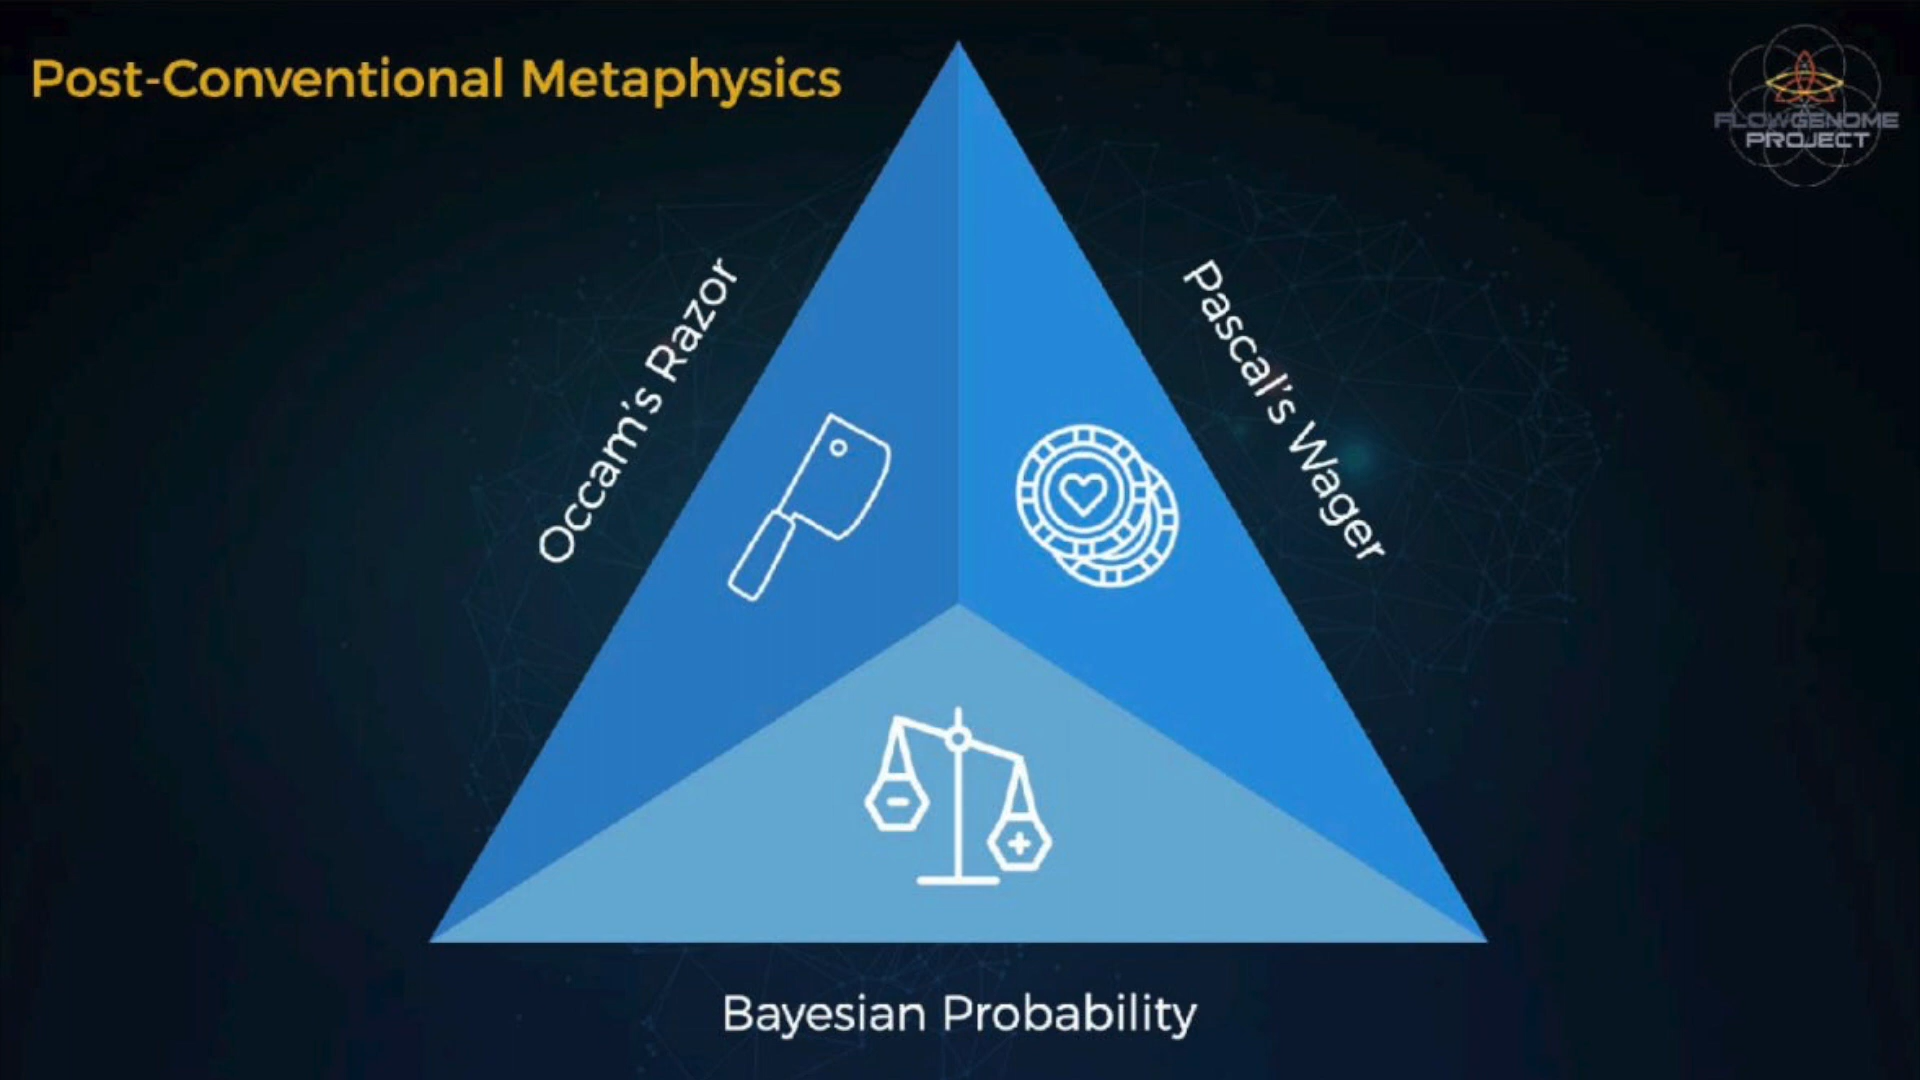 Post-Conventional Metaphysics
FLOWGENOME
PROJECT
Occam's Razor
Pascal's Wager
Bayesian Probability